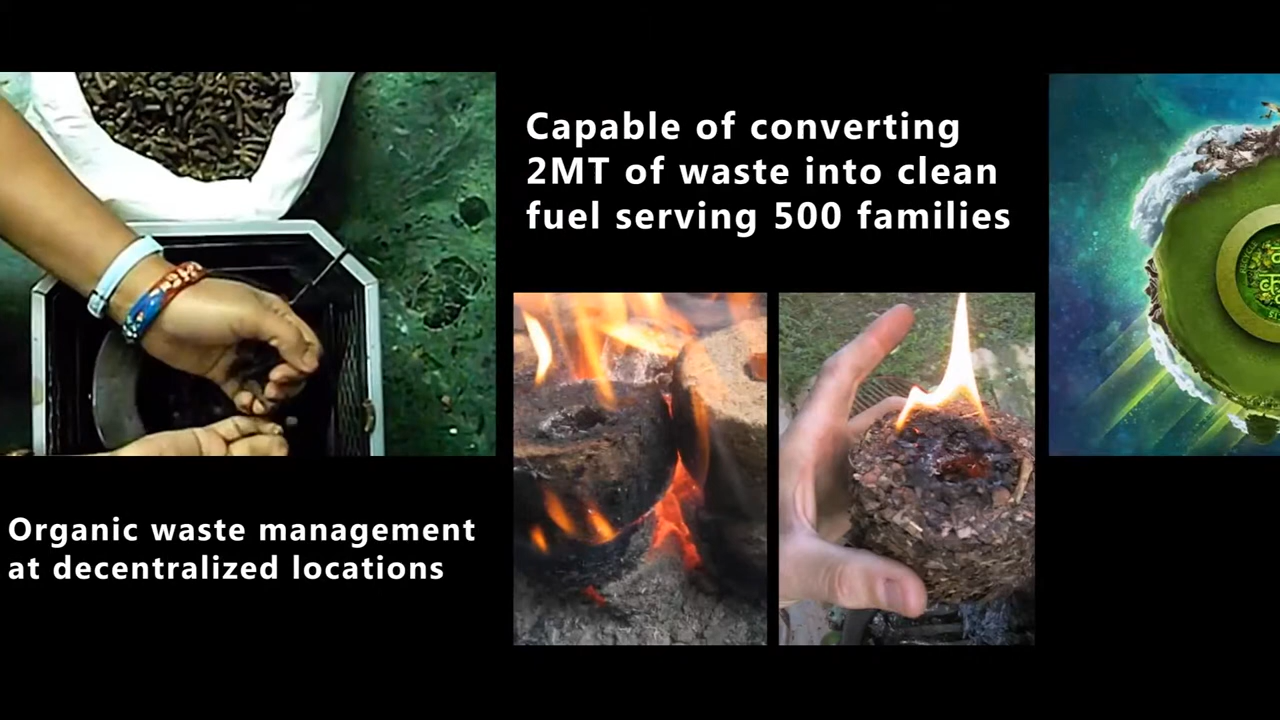 Capable of converting
2MT of waste into clean
fuel serving 500 families
Organic waste management
at decentralized locations